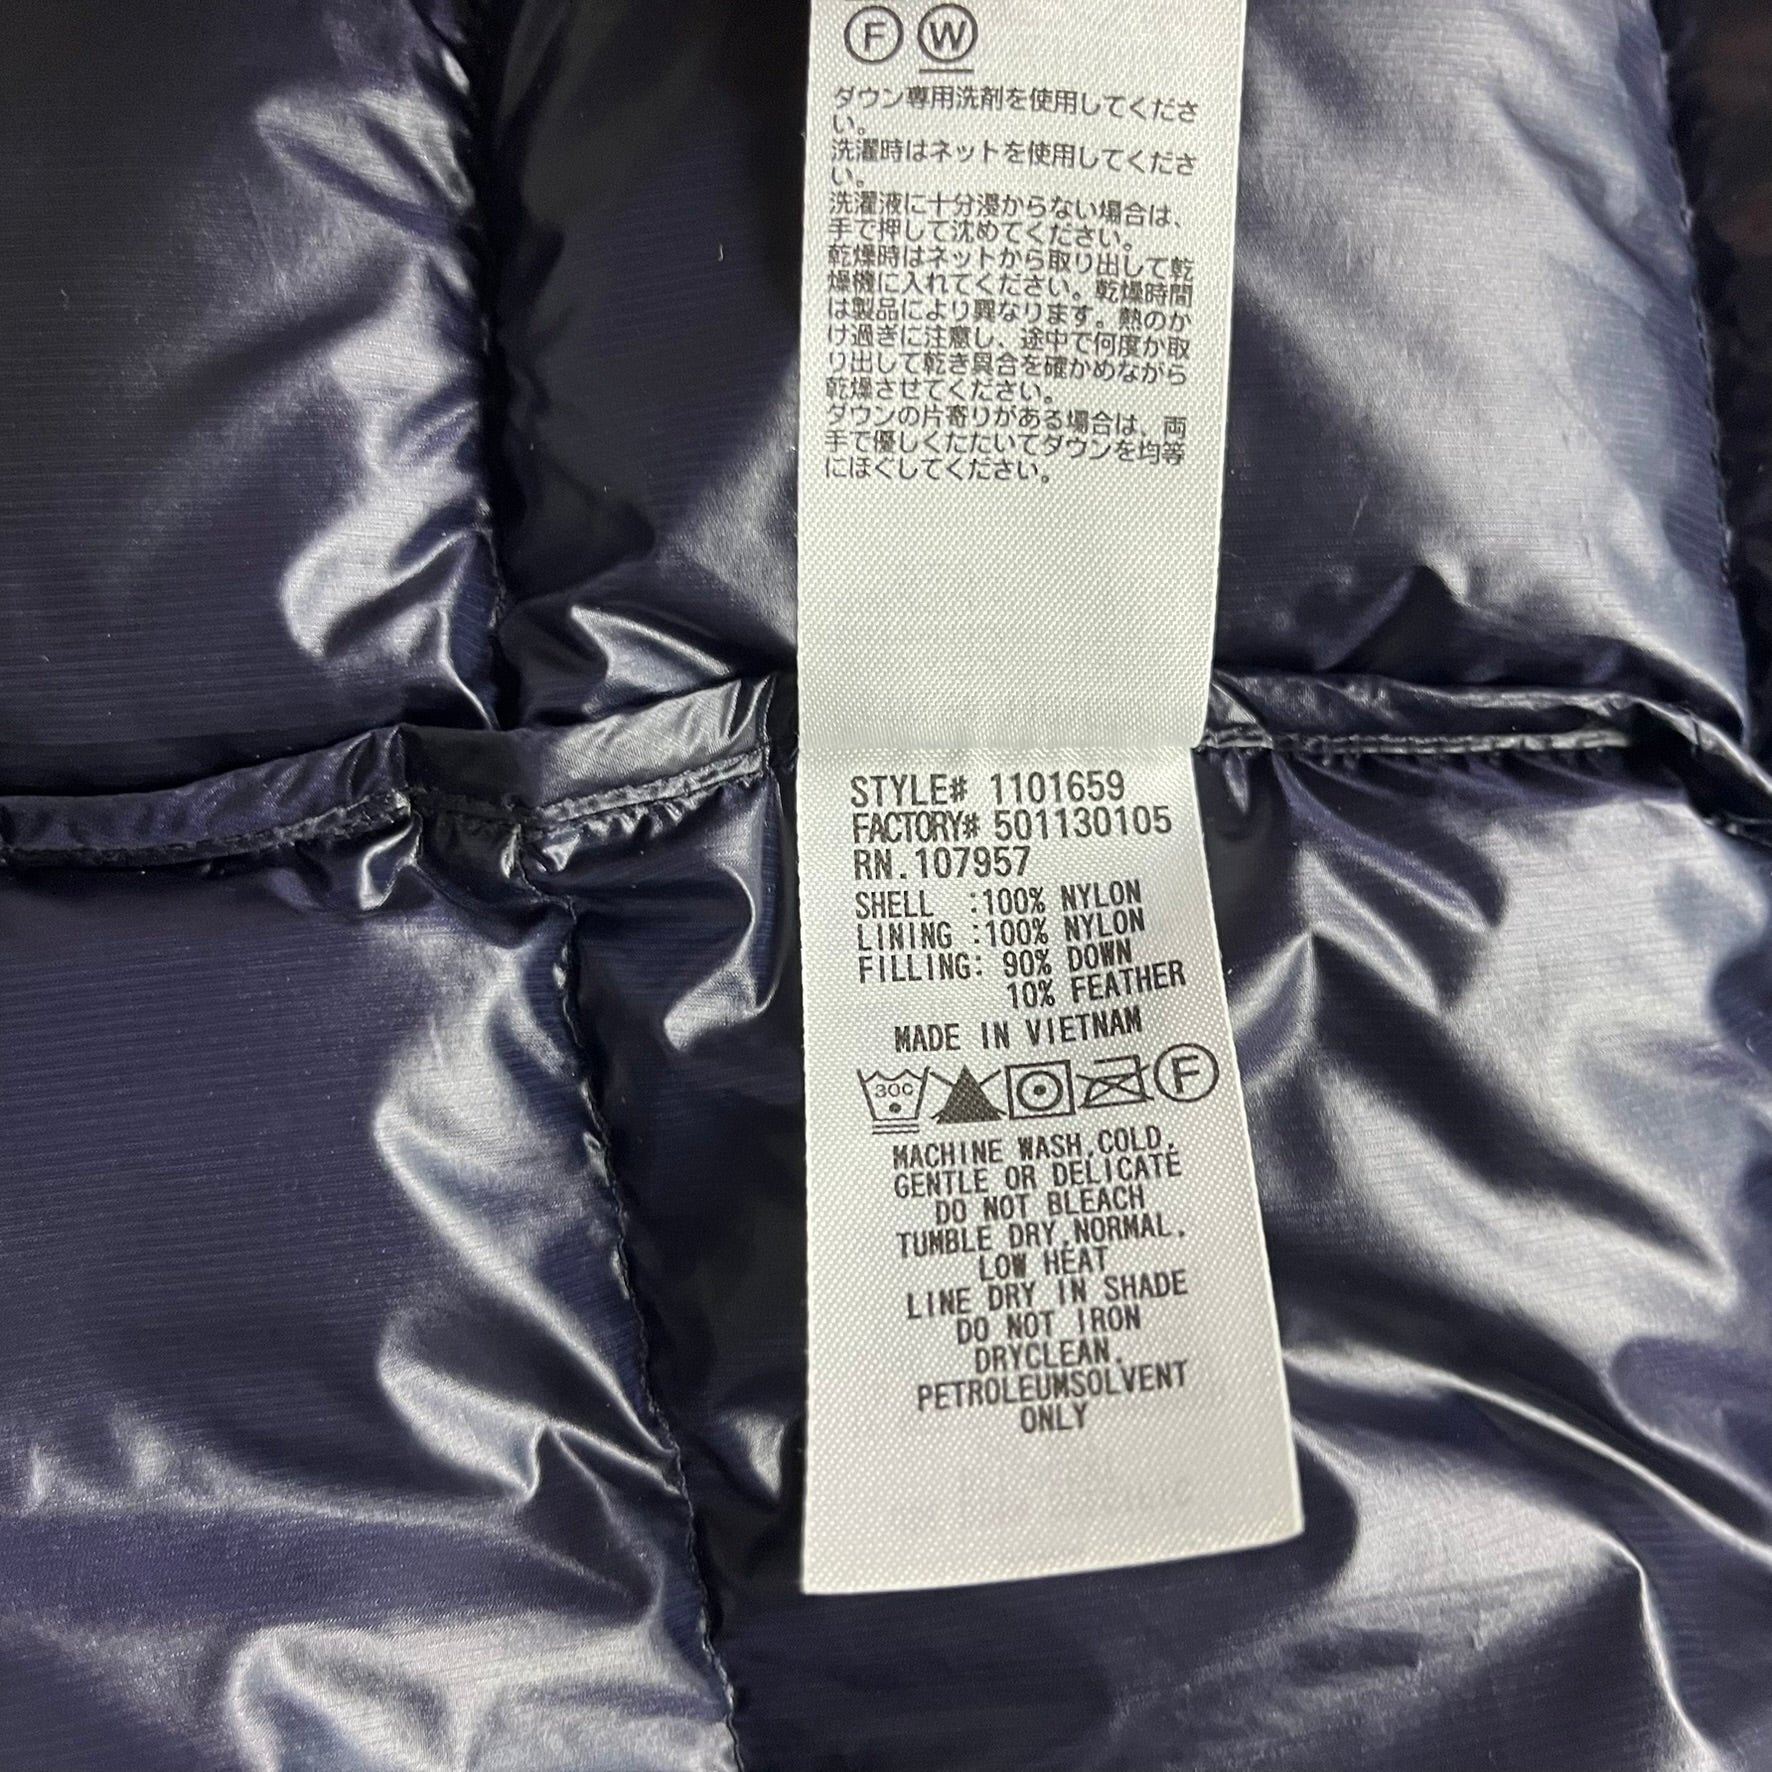 F W
ダウン専用洗剤を使用してくださ
い。
洗濯時はネットを使用してくださ
い。
洗濯液に十分浸からない場合は、
手で押して沈めてください。
乾燥時はネットから取り出して乾
燥機に入れてください。乾燥時間
は製品により異なります。熱のか
け過ぎに注意し、途中で何度か取
り出して乾き具合を確かめながら
乾燥させてください。
ダウンの片寄りがある場合は、両
手で優しくたたいてダウンを均等
にほぐしてください。
STYLE# 1101659
FACTORY# 501130105
RN.107957
SHELL :100% NYLON
LINING :100% NYLON
FILLING: 90% DOWN
10% FEATHER
MADE IN VIETNAM
30C F
MACHINE WASH,COLD,
GENTLE OR DELICATE
DO NOT BLEACH
TUMBLE DRY,NORMAL,
LOW HEAT
LINE DRY IN SHADE
DO NOT IRON
DRYCLEAN,
PETROLEUMSOLVENT
ONLY